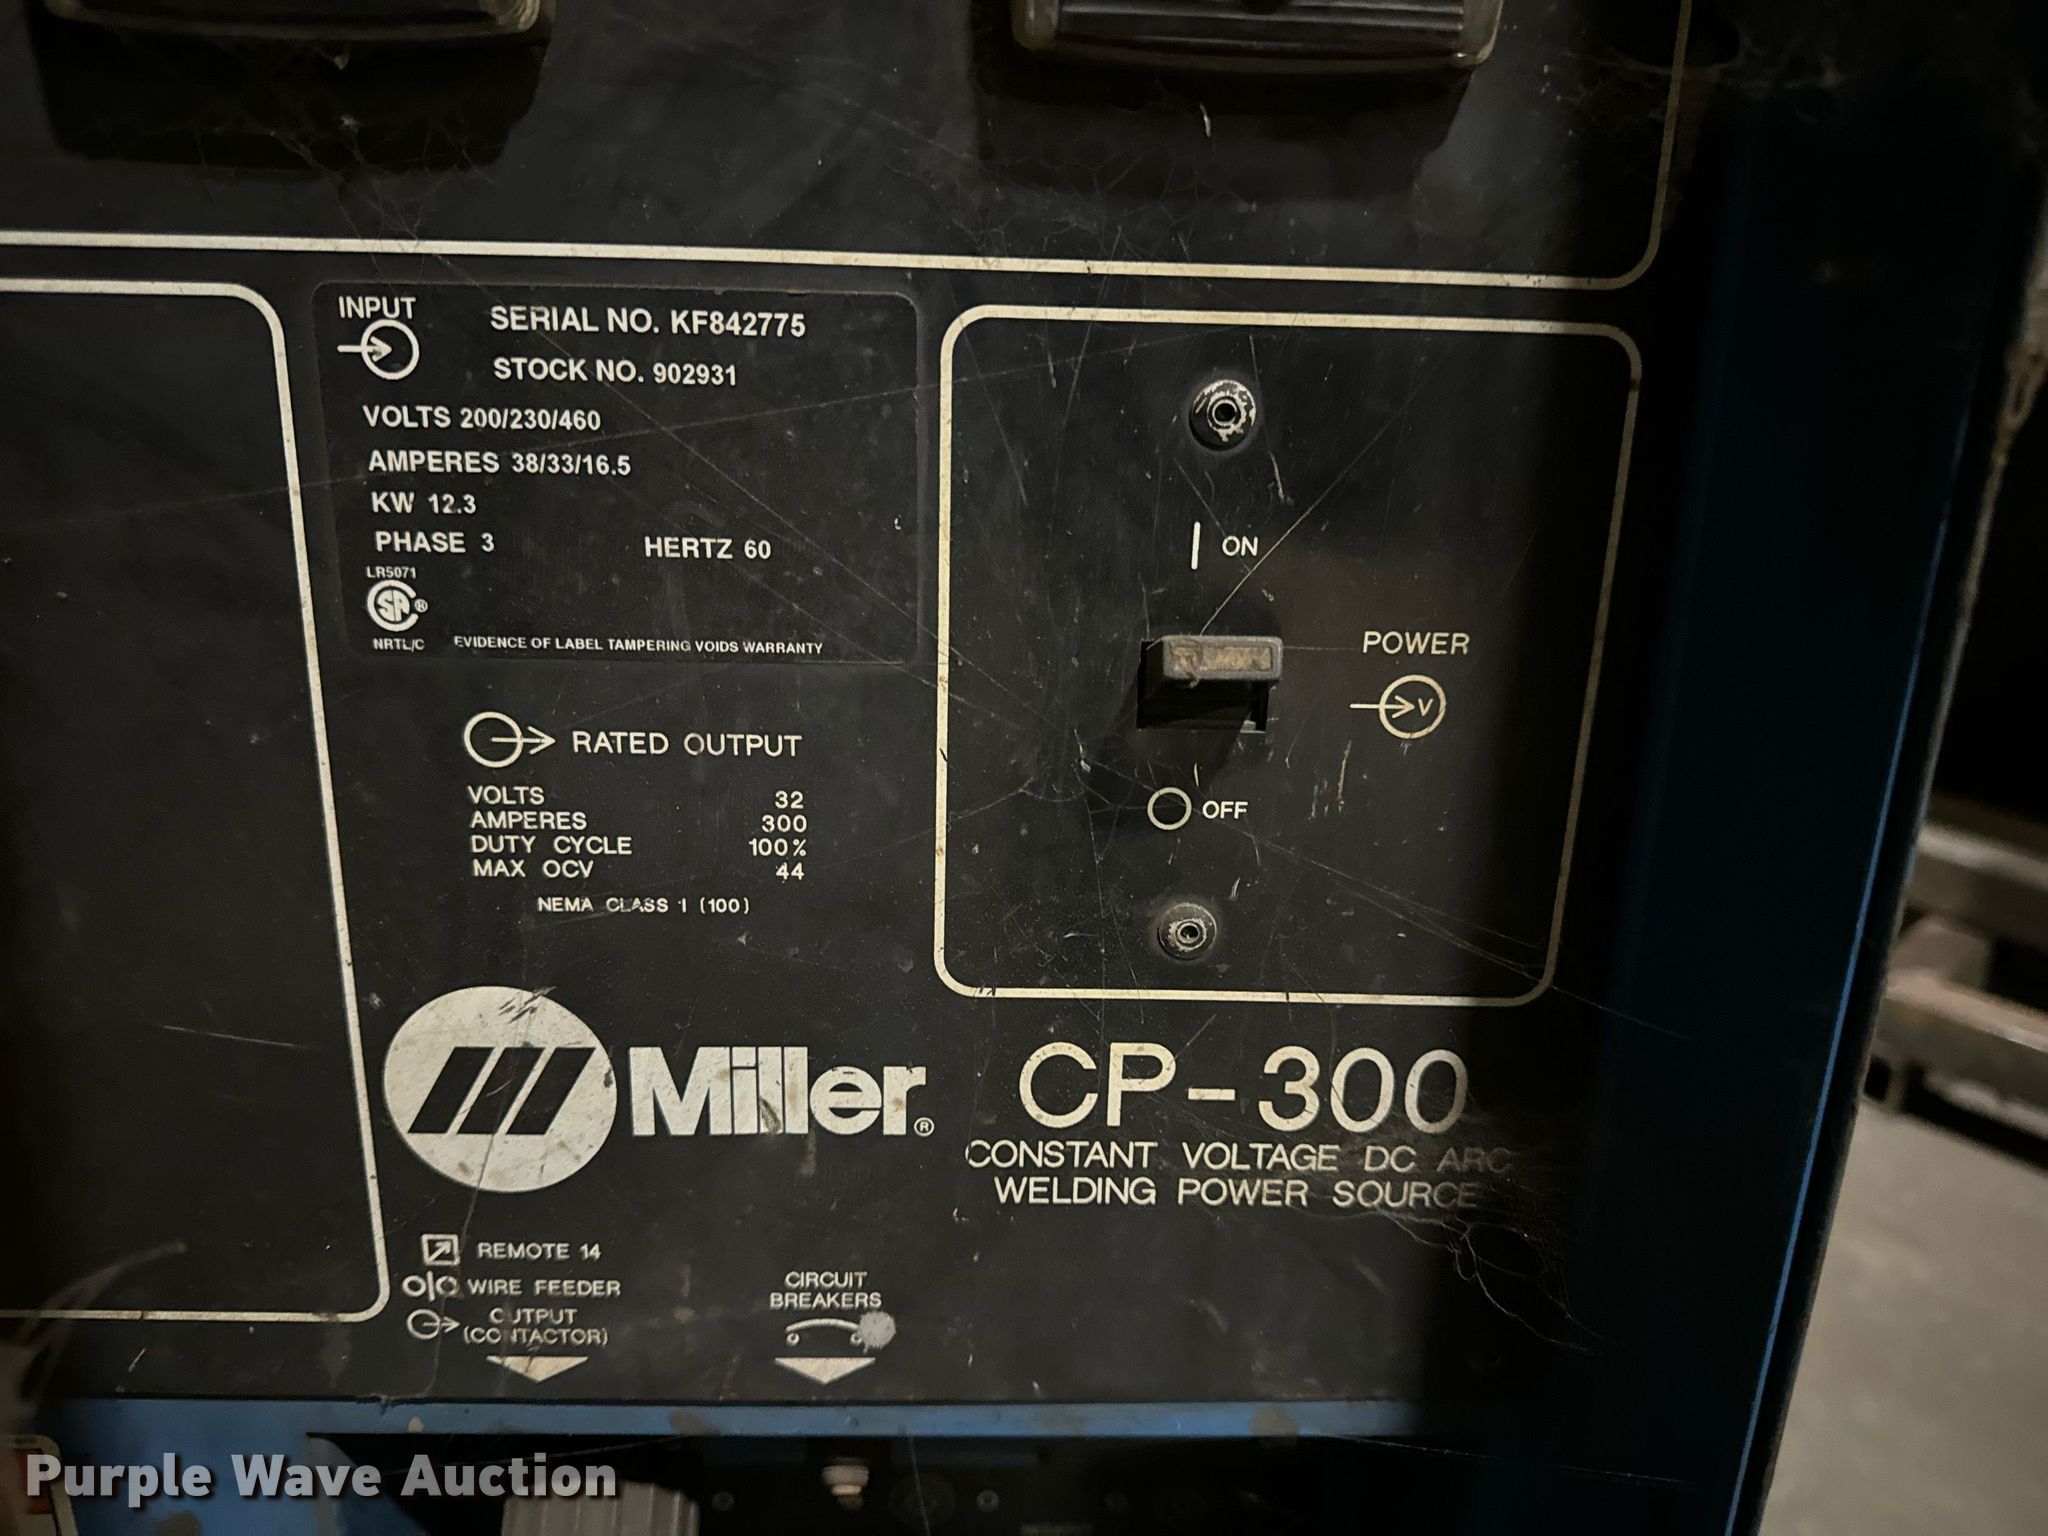 INPUT
SERIAL NO. KF842775
STOCK NO. 902931
VOLTS 200/230/460
AMPERES 38/33/16.5
KW 12.3
PHASE 3 HERTZ 60
LR5071
SA ®
NRTL/C EVIDENCE OF LABEL TAMPERING VOIDS WARRANTY
RATED OUTPUT
VOLTS 32
AMPERES 300
DUTY CYCLE 100%
MAX OCV 44
NEMA CLASS I (100)
| ON
POWER
V
OFF
Miller®
CP-300
CONSTANT VOLTAGE DC ARC
WELDING POWER SOURCE
REMOTE 14
WIRE FEEDER
OUTPUT
(CONTACTOR)
CIRCUIT
BREAKERS
Purple Wave Auction